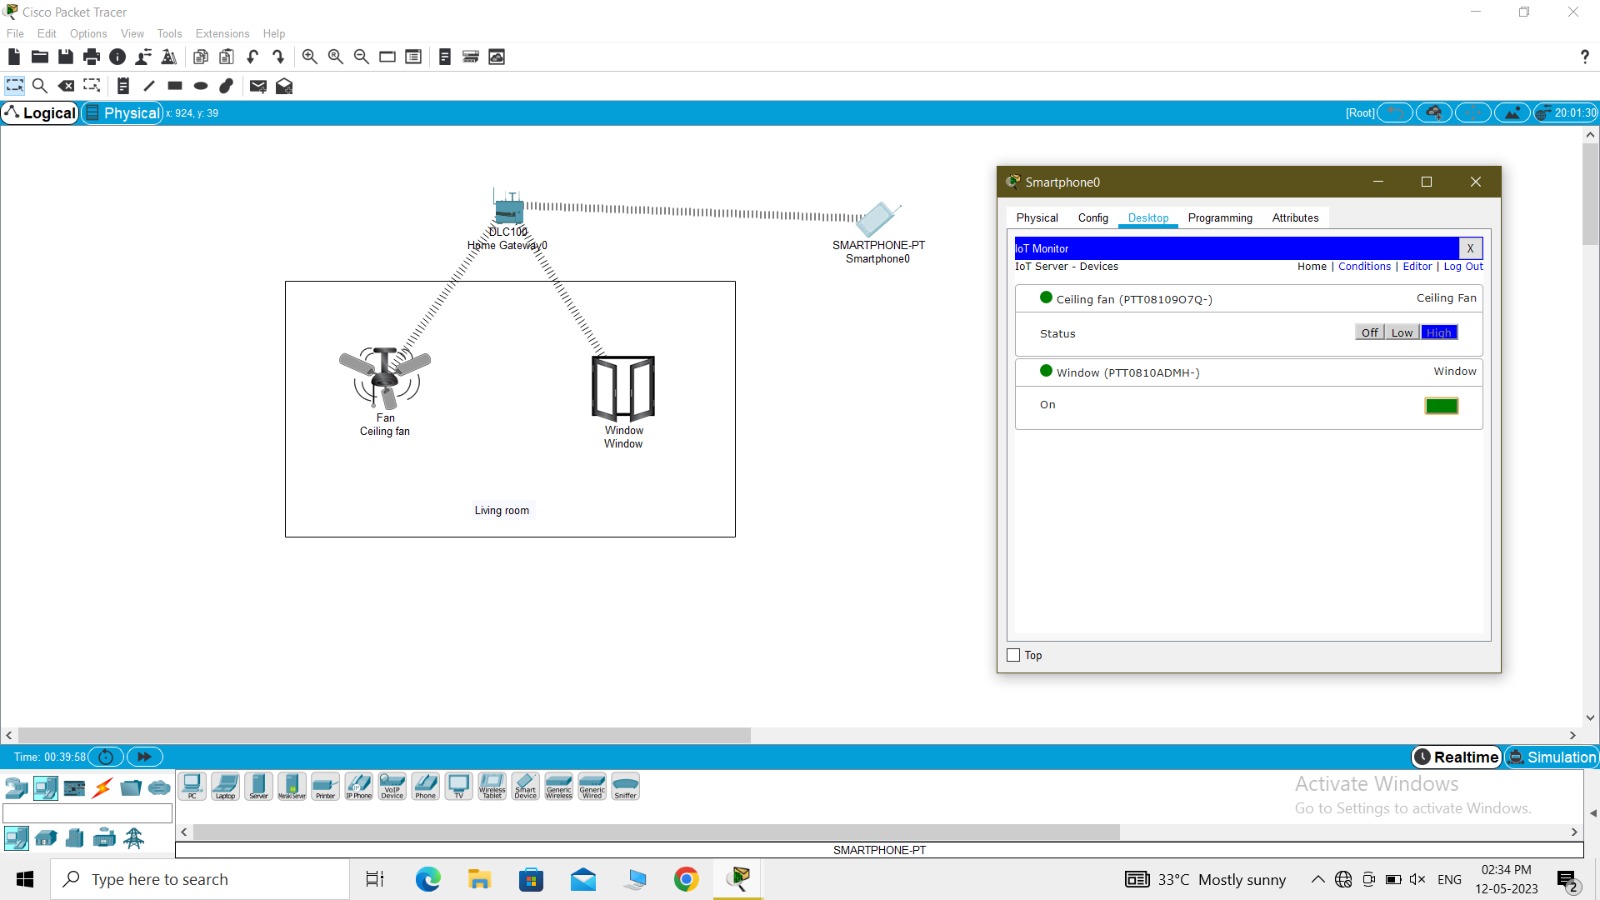 Cisco Packet Tracer
File Edit Options View Tools Extensions Help
?
Logical Physical x: 924, y: 39 [Root] 20:01:30
DLC100
Home Gateway0
SMARTPHONE-PT
Smartphone0
Fan
Ceiling fan
Window
Window
Living room
Smartphone0
Physical Config Desktop Programming Attributes
IoT Monitor X
IoT Server - Devices Home | Conditions | Editor | Log Out
Ceiling fan (PTT08109O7Q-) Ceiling Fan
Status Off Low High
Window (PTT0810ADMH-) Window
On
Top
Time: 00:39:58 Realtime Simulation
PC Laptop Server Meraki Server Printer IP Phone VoIP Device Phone TV Wireless Tablet Smart Device Generic Wireless Generic Wired Sniffer
Activate Windows
Go to Settings to activate Windows.
SMARTPHONE-PT
Type here to search 33°C Mostly sunny ENG 02:34 PM
12-05-2023 2